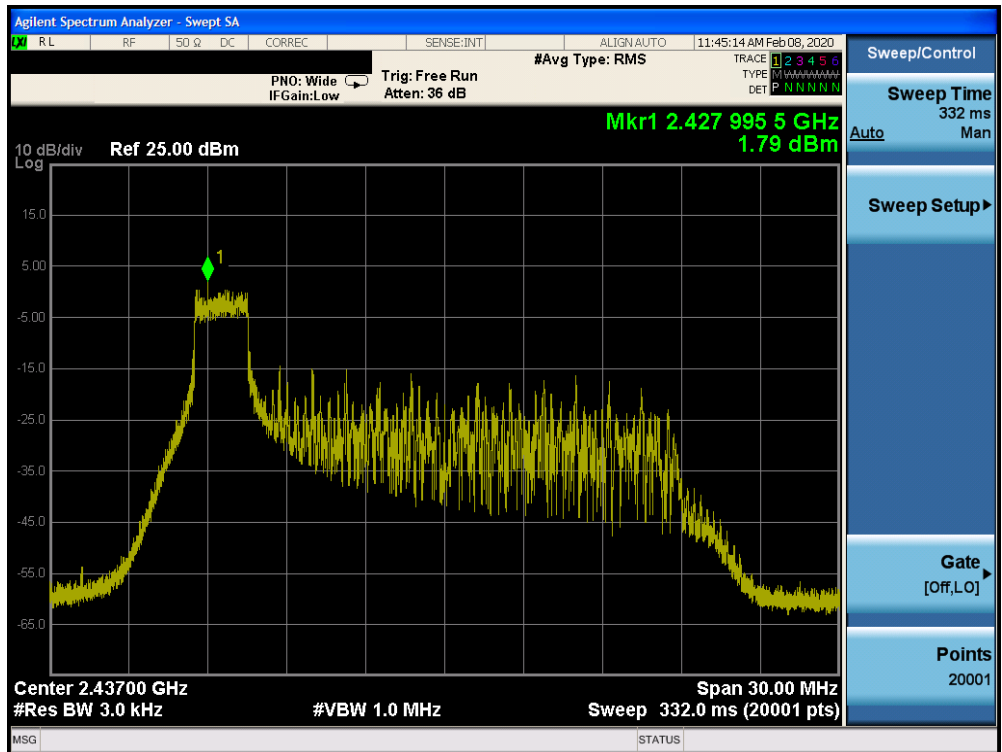 Agilent Spectrum Analyzer - Swept SA
LXI RL RF 50 Ω DC CORREC SENSE:INT ALIGN AUTO 11:45:14 AM Feb 08, 2020
#Avg Type: RMS
TRACE 1 2 3 4 5 6
PNO: Wide Trig: Free Run
TYPE M
IFGain:Low Atten: 36 dB
DET P N N N N N
Mkr1 2.427 995 5 GHz
1.79 dBm
10 dB/div Ref 25.00 dBm
Log
15.0
5.00
1
-5.00
-15.0
-25.0
-35.0
-45.0
-55.0
-65.0
Center 2.43700 GHz Span 30.00 MHz
#Res BW 3.0 kHz #VBW 1.0 MHz Sweep 332.0 ms (20001 pts)
MSG STATUS
Sweep/Control
Sweep Time
332 ms
Auto Man
Sweep Setup
Gate
[Off,LO]
Points
20001